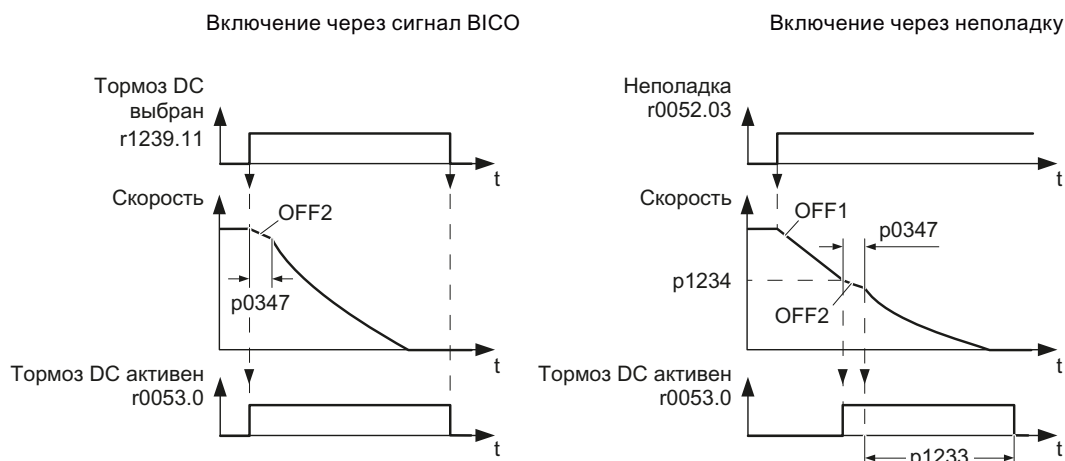 Включение через сигнал BICO
Тормоз DC
выбран
r1239.11
t
Скорость
OFF2
p0347
t
Тормоз DC активен
r0053.0
t
Включение через неполадку
Неполадка
r0052.03
t
Скорость
OFF1
p0347
p1234
OFF2
t
Тормоз DC активен
r0053.0
t
p1233